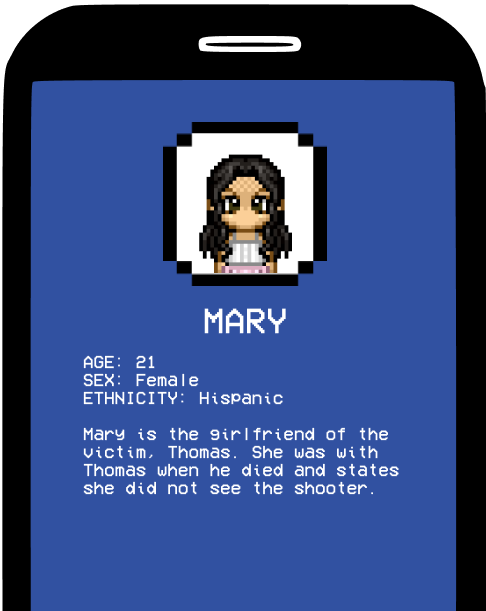 MARY
AGE: 21
SEX: Female
ETHNICITY: Hispanic
Mary is the girlfriend of the
victim, Thomas. She was with
Thomas when he died and states
she did not see the shooter.